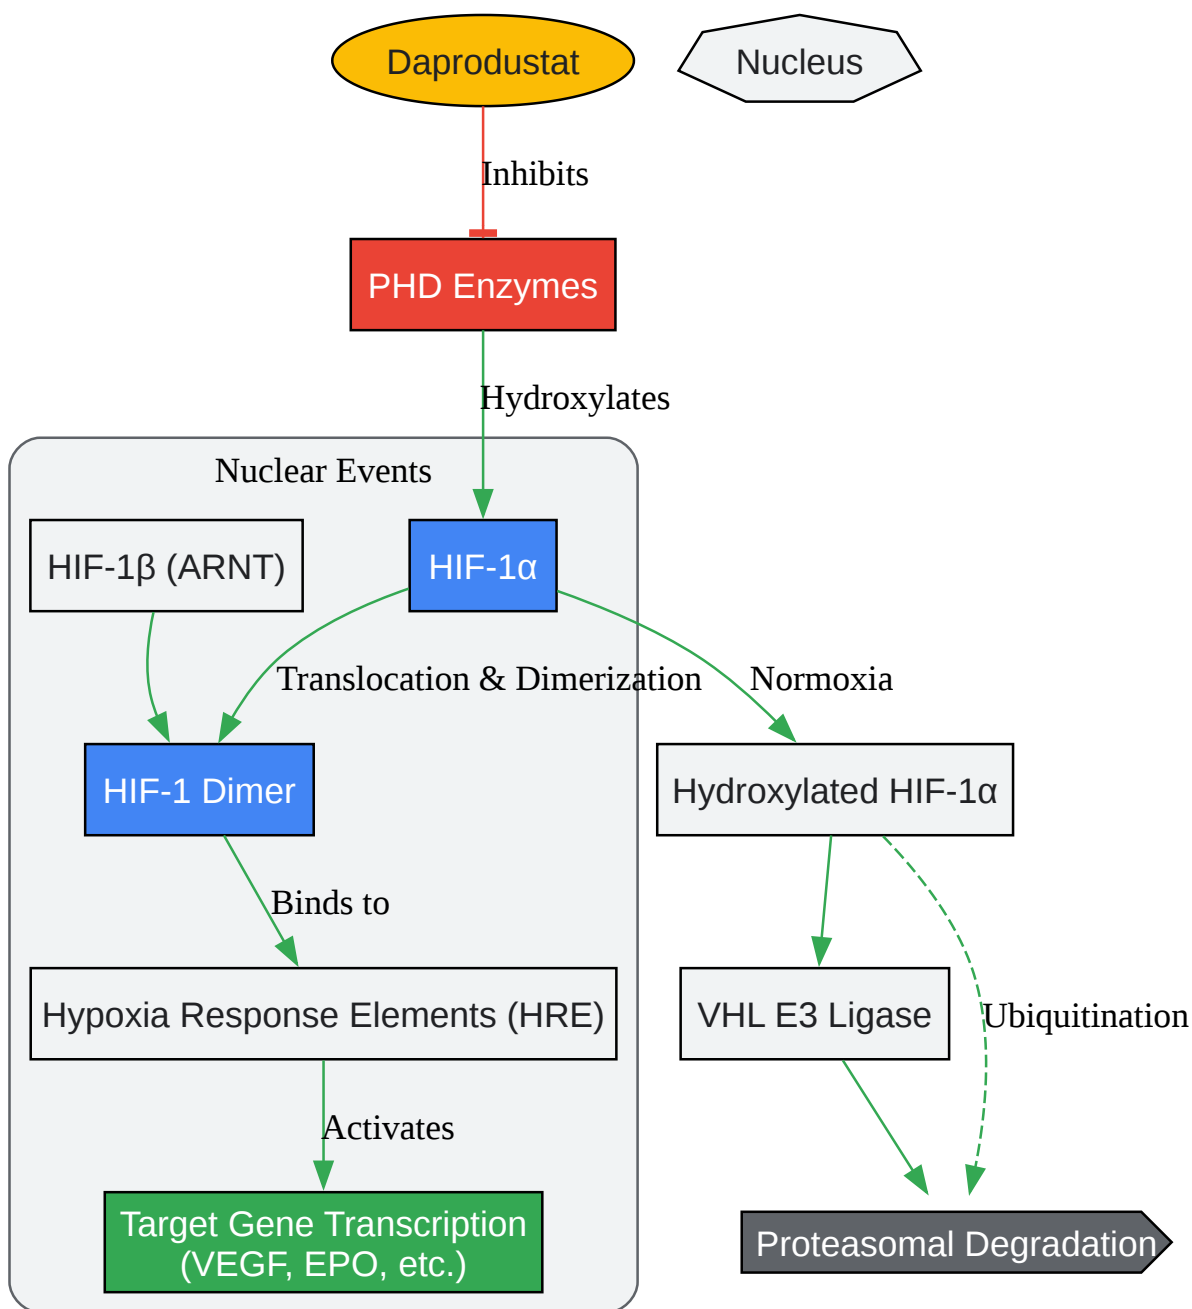 Daprodustat
Nucleus
Inhibits
PHD Enzymes
Hydroxylates
Nuclear Events
HIF-1β (ARNT)
HIF-1α
Translocation & Dimerization
Normoxia
HIF-1 Dimer
Hydroxylated HIF-1α
Binds to
Hypoxia Response Elements (HRE)
VHL E3 Ligase
Ubiquitination
Activates
Target Gene Transcription
(VEGF, EPO, etc.)
Proteasomal Degradation